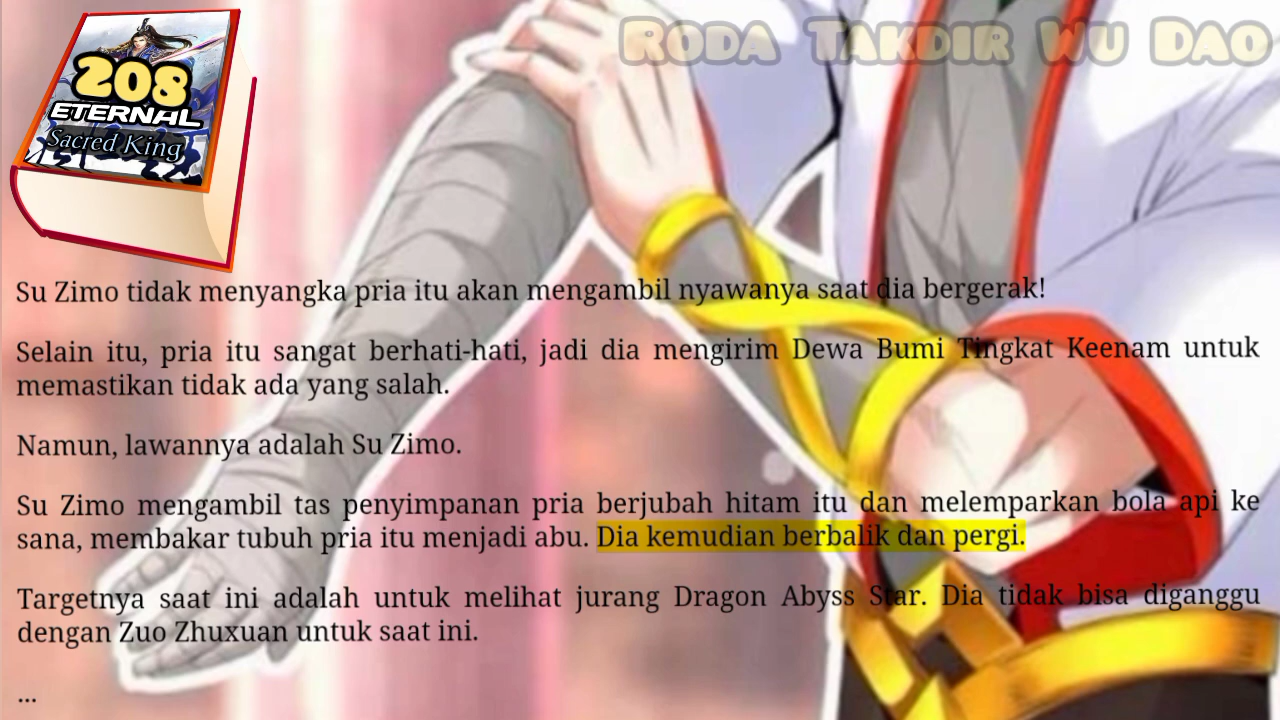 RODA TAKDIR WU DAO
208
ETERNAL
Sacred King
Su Zimo tidak menyangka pria itu akan mengambil nyawanya saat dia bergerak!
Selain itu, pria itu sangat berhati-hati, jadi dia mengirim Dewa Bumi Tingkat Keenam untuk
memastikan tidak ada yang salah.
Namun, lawannya adalah Su Zimo.
Su Zimo mengambil tas penyimpanan pria berjubah hitam itu dan melemparkan bola api ke
sana, membakar tubuh pria itu menjadi abu. Dia kemudian berbalik dan pergi.
Targetnya saat ini adalah untuk melihat jurang Dragon Abyss Star. Dia tidak bisa diganggu
dengan Zuo Zhuxuan untuk saat ini.
...